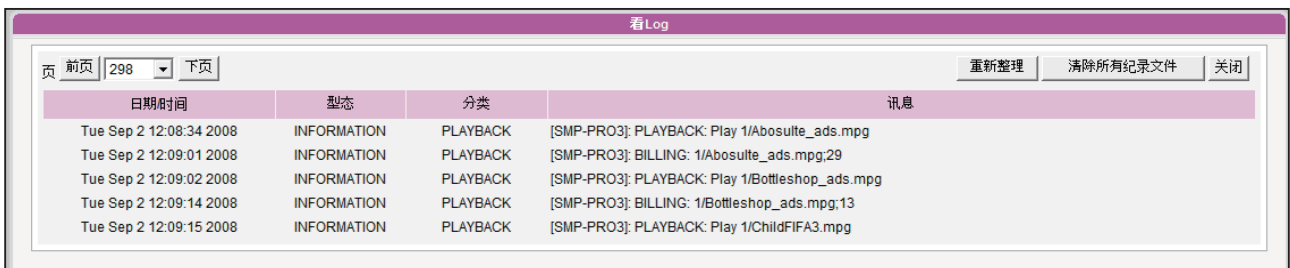 看Log
页 前页 298 下页 重新整理 清除所有纪录文件 关闭
日期/时间 型态 分类 讯息
Tue Sep 2 12:08:34 2008 INFORMATION PLAYBACK [SMP-PRO3]: PLAYBACK: Play 1/Abosulte_ads.mpg
Tue Sep 2 12:09:01 2008 INFORMATION PLAYBACK [SMP-PRO3]: BILLING: 1/Abosulte_ads.mpg;29
Tue Sep 2 12:09:02 2008 INFORMATION PLAYBACK [SMP-PRO3]: PLAYBACK: Play 1/Bottleshop_ads.mpg
Tue Sep 2 12:09:14 2008 INFORMATION PLAYBACK [SMP-PRO3]: BILLING: 1/Bottleshop_ads.mpg;13
Tue Sep 2 12:09:15 2008 INFORMATION PLAYBACK [SMP-PRO3]: PLAYBACK: Play 1/ChildFIFA3.mpg